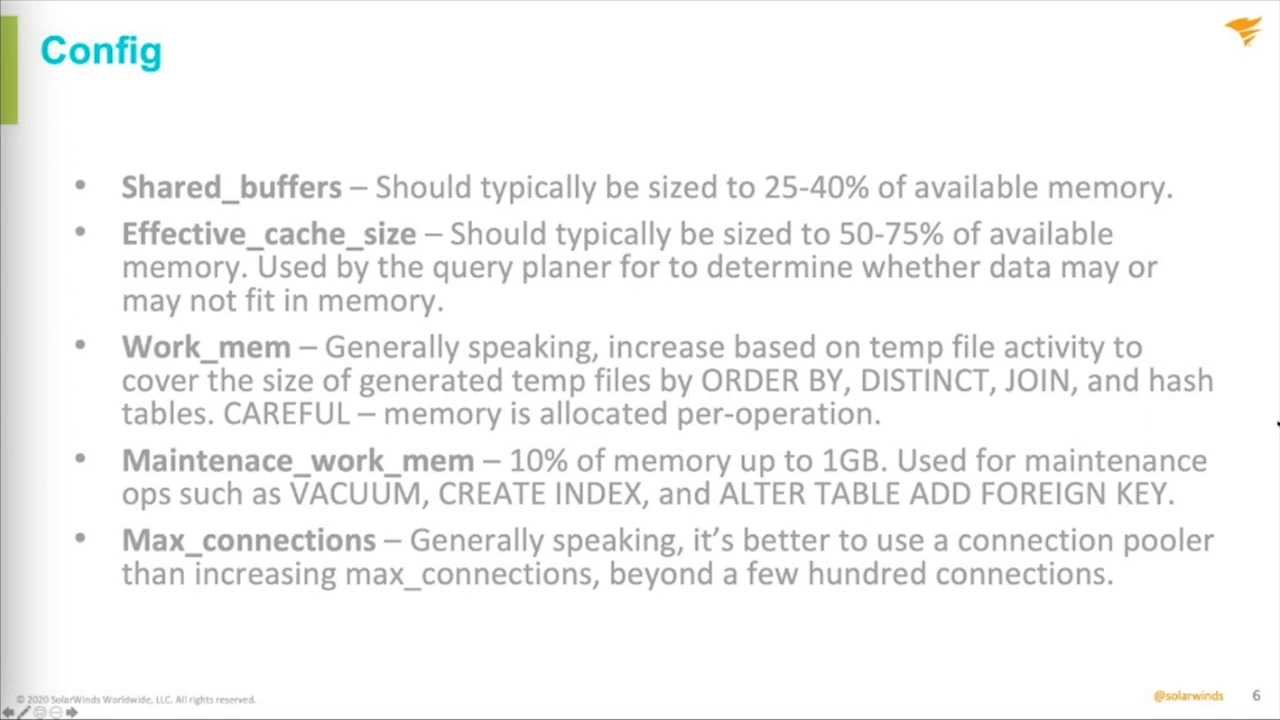 Config
• Shared_buffers – Should typically be sized to 25-40% of available memory.
• Effective_cache_size – Should typically be sized to 50-75% of available
memory. Used by the query planer for to determine whether data may or
may not fit in memory.
• Work_mem – Generally speaking, increase based on temp file activity to
cover the size of generated temp files by ORDER BY, DISTINCT, JOIN, and hash
tables. CAREFUL – memory is allocated per-operation.
• Maintenace_work_mem – 10% of memory up to 1GB. Used for maintenance
ops such as VACUUM, CREATE INDEX, and ALTER TABLE ADD FOREIGN KEY.
• Max_connections – Generally speaking, it’s better to use a connection pooler
than increasing max_connections, beyond a few hundred connections.
© 2020 SolarWinds Worldwide, LLC. All rights reserved.
@solarwinds 6